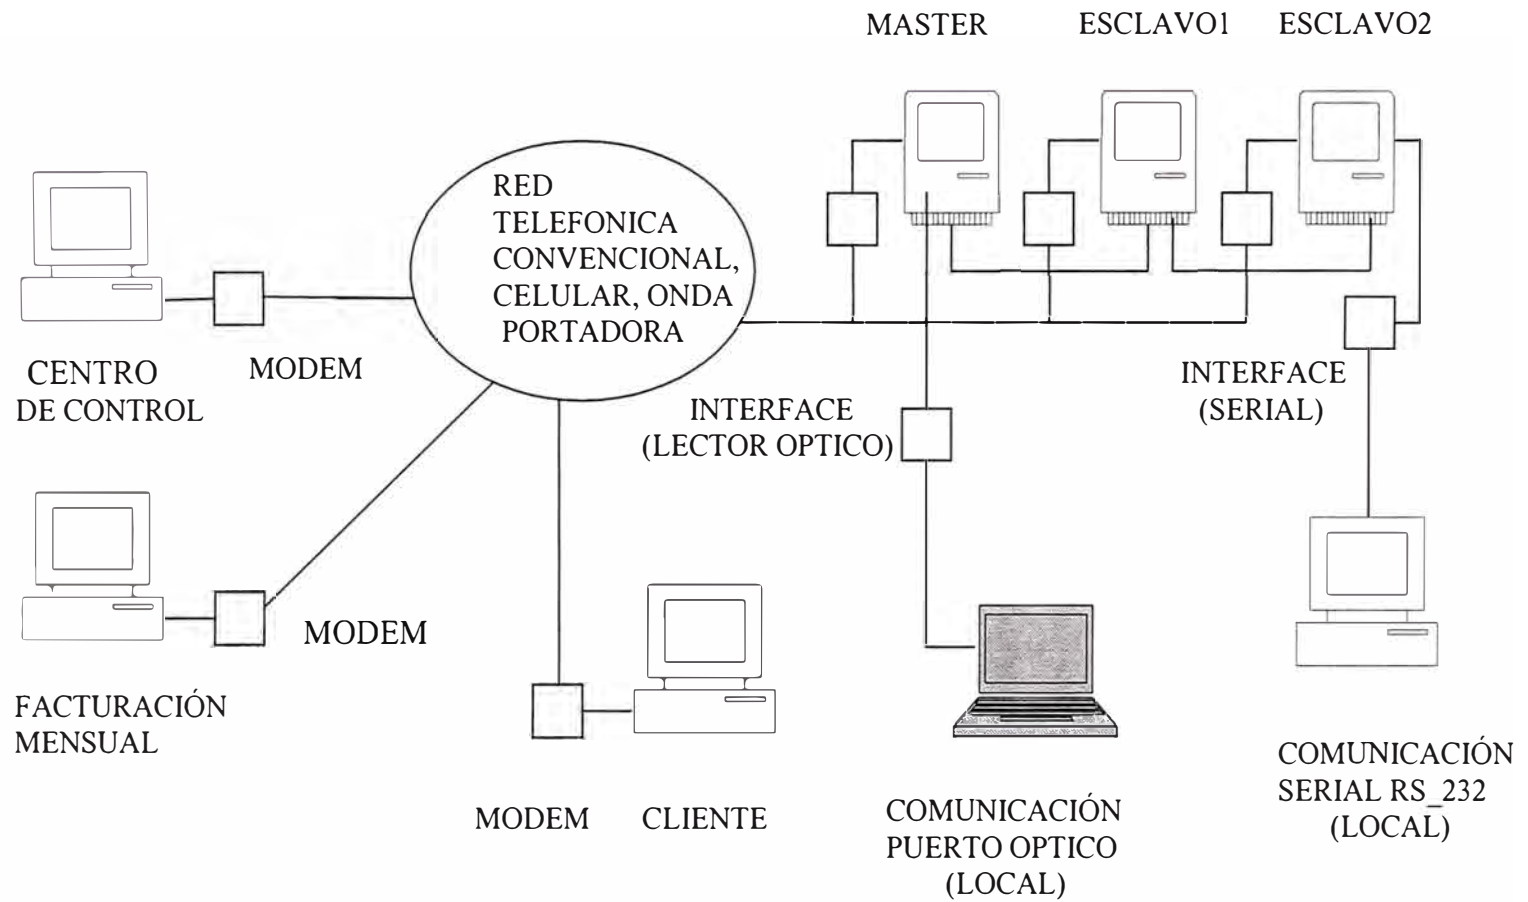 MASTER
ESCLAVO1
ESCLAVO2
RED
TELEFONICA
CONVENCIONAL,
CELULAR, ONDA
PORTADORA
CENTRO
DE CONTROL
MODEM
INTERFACE
(LECTOR OPTICO)
INTERFACE
(SERIAL)
MODEM
FACTURACIÓN
MENSUAL
MODEM
CLIENTE
COMUNICACIÓN
PUERTO OPTICO
(LOCAL)
COMUNICACIÓN
SERIAL RS_232
(LOCAL)